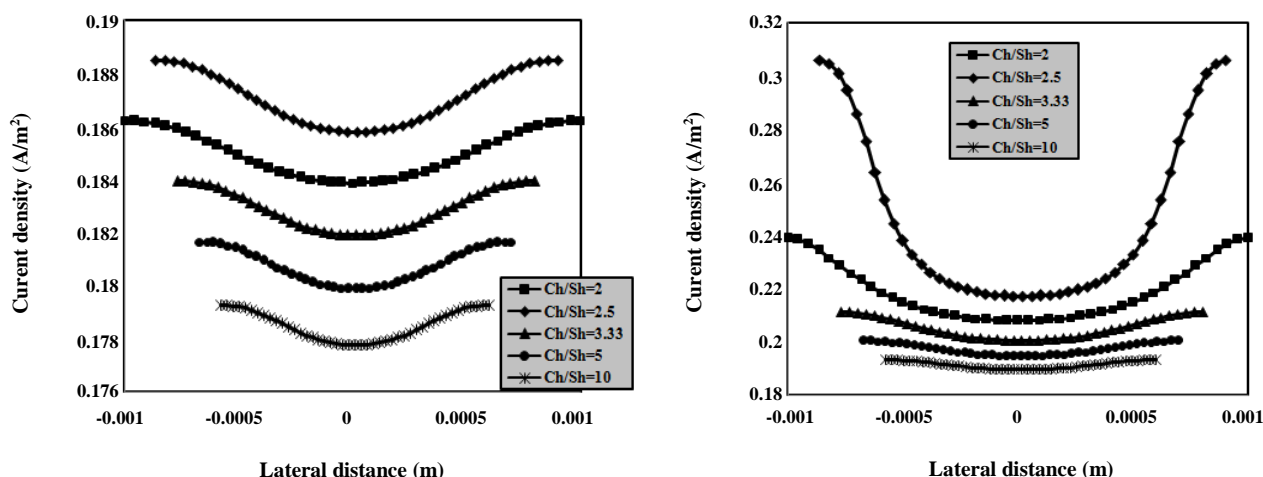 0.19
0.188
0.186
0.184
0.182
0.18
0.178
0.176
Curent density (A/m²)
-0.001
-0.0005
0
0.0005
0.001
Lateral distance (m)
Ch/Sh=2
Ch/Sh=2.5
Ch/Sh=3.33
Ch/Sh=5
Ch/Sh=10
0.32
0.3
0.28
0.26
0.24
0.22
0.2
0.18
Curent density (A/m²)
-0.001
-0.0005
0
0.0005
0.001
Lateral distance (m)
Ch/Sh=2
Ch/Sh=2.5
Ch/Sh=3.33
Ch/Sh=5
Ch/Sh=10